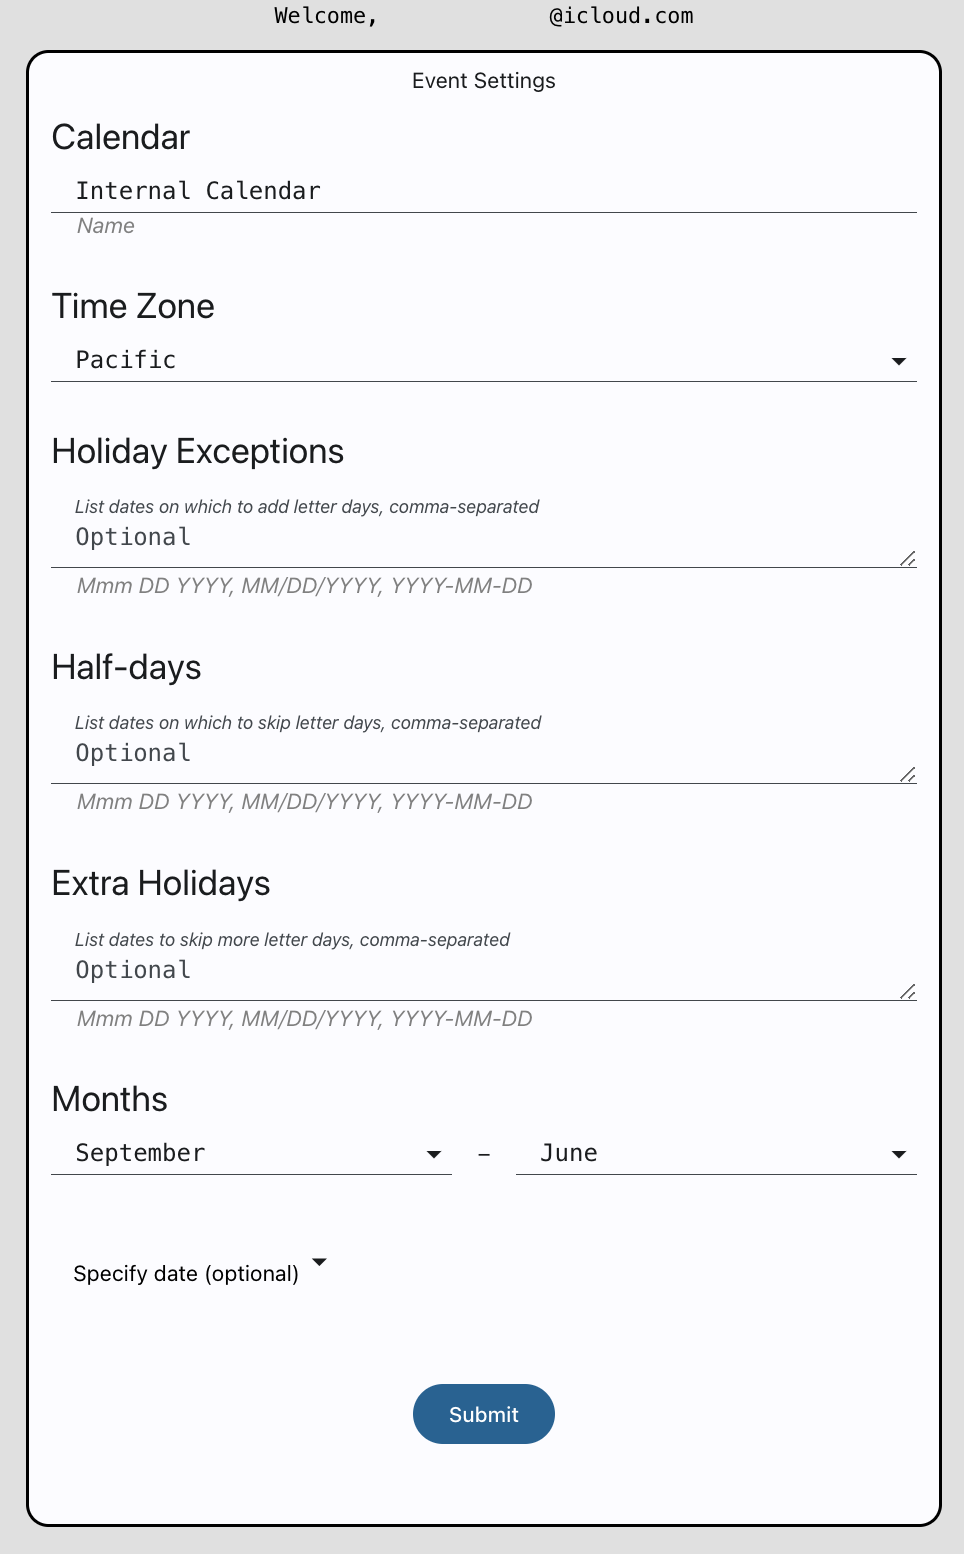 Welcome, @icloud.com
Event Settings
Calendar
Internal Calendar
Name
Time Zone
Pacific
Holiday Exceptions
List dates on which to add letter days, comma-separated
Optional
Mmm DD YYYY, MM/DD/YYYY, YYYY-MM-DD
Half-days
List dates on which to skip letter days, comma-separated
Optional
Mmm DD YYYY, MM/DD/YYYY, YYYY-MM-DD
Extra Holidays
List dates to skip more letter days, comma-separated
Optional
Mmm DD YYYY, MM/DD/YYYY, YYYY-MM-DD
Months
September – June
Specify date (optional)
Submit